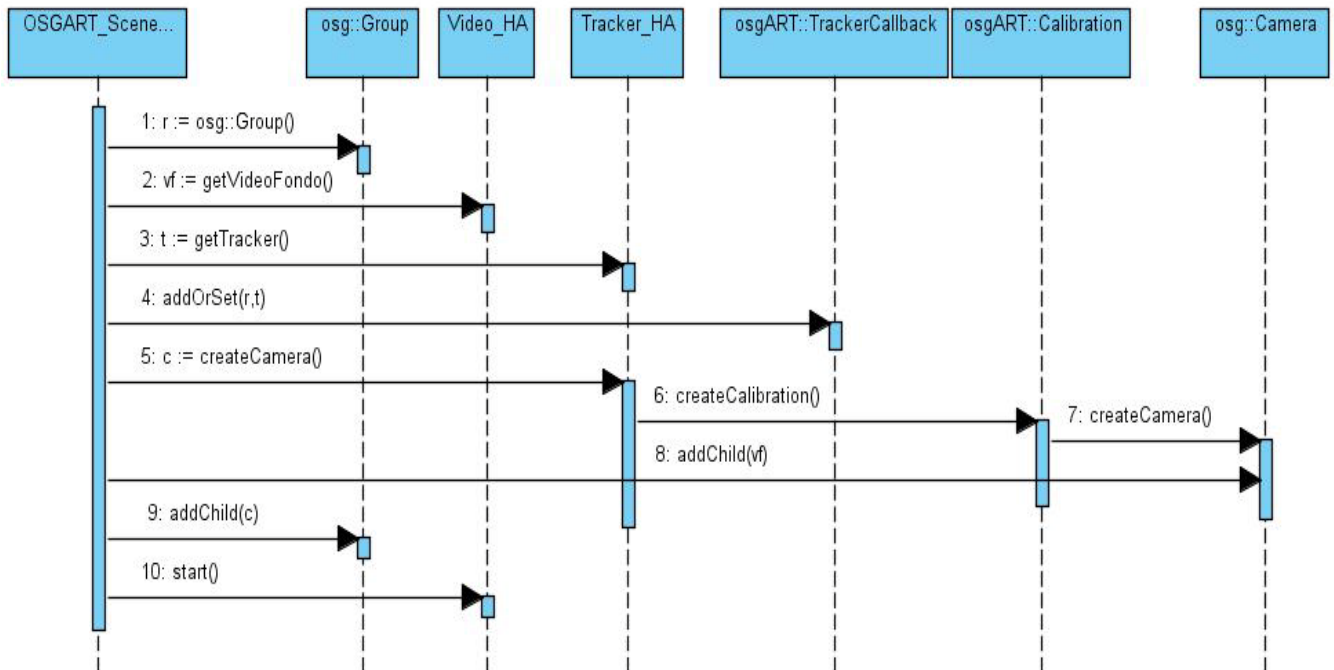 OSGART_Scene...
osg::Group
Video_HA
Tracker_HA
osgART::TrackerCallback
osgART::Calibration
osg::Camera
1: r := osg::Group()
2: vf := getVideoFondo()
3: t := getTracker()
4: addOrSet(r,t)
5: c := createCamera()
6: createCalibration()
7: createCamera()
8: addChild(vf)
9: addChild(c)
10: start()